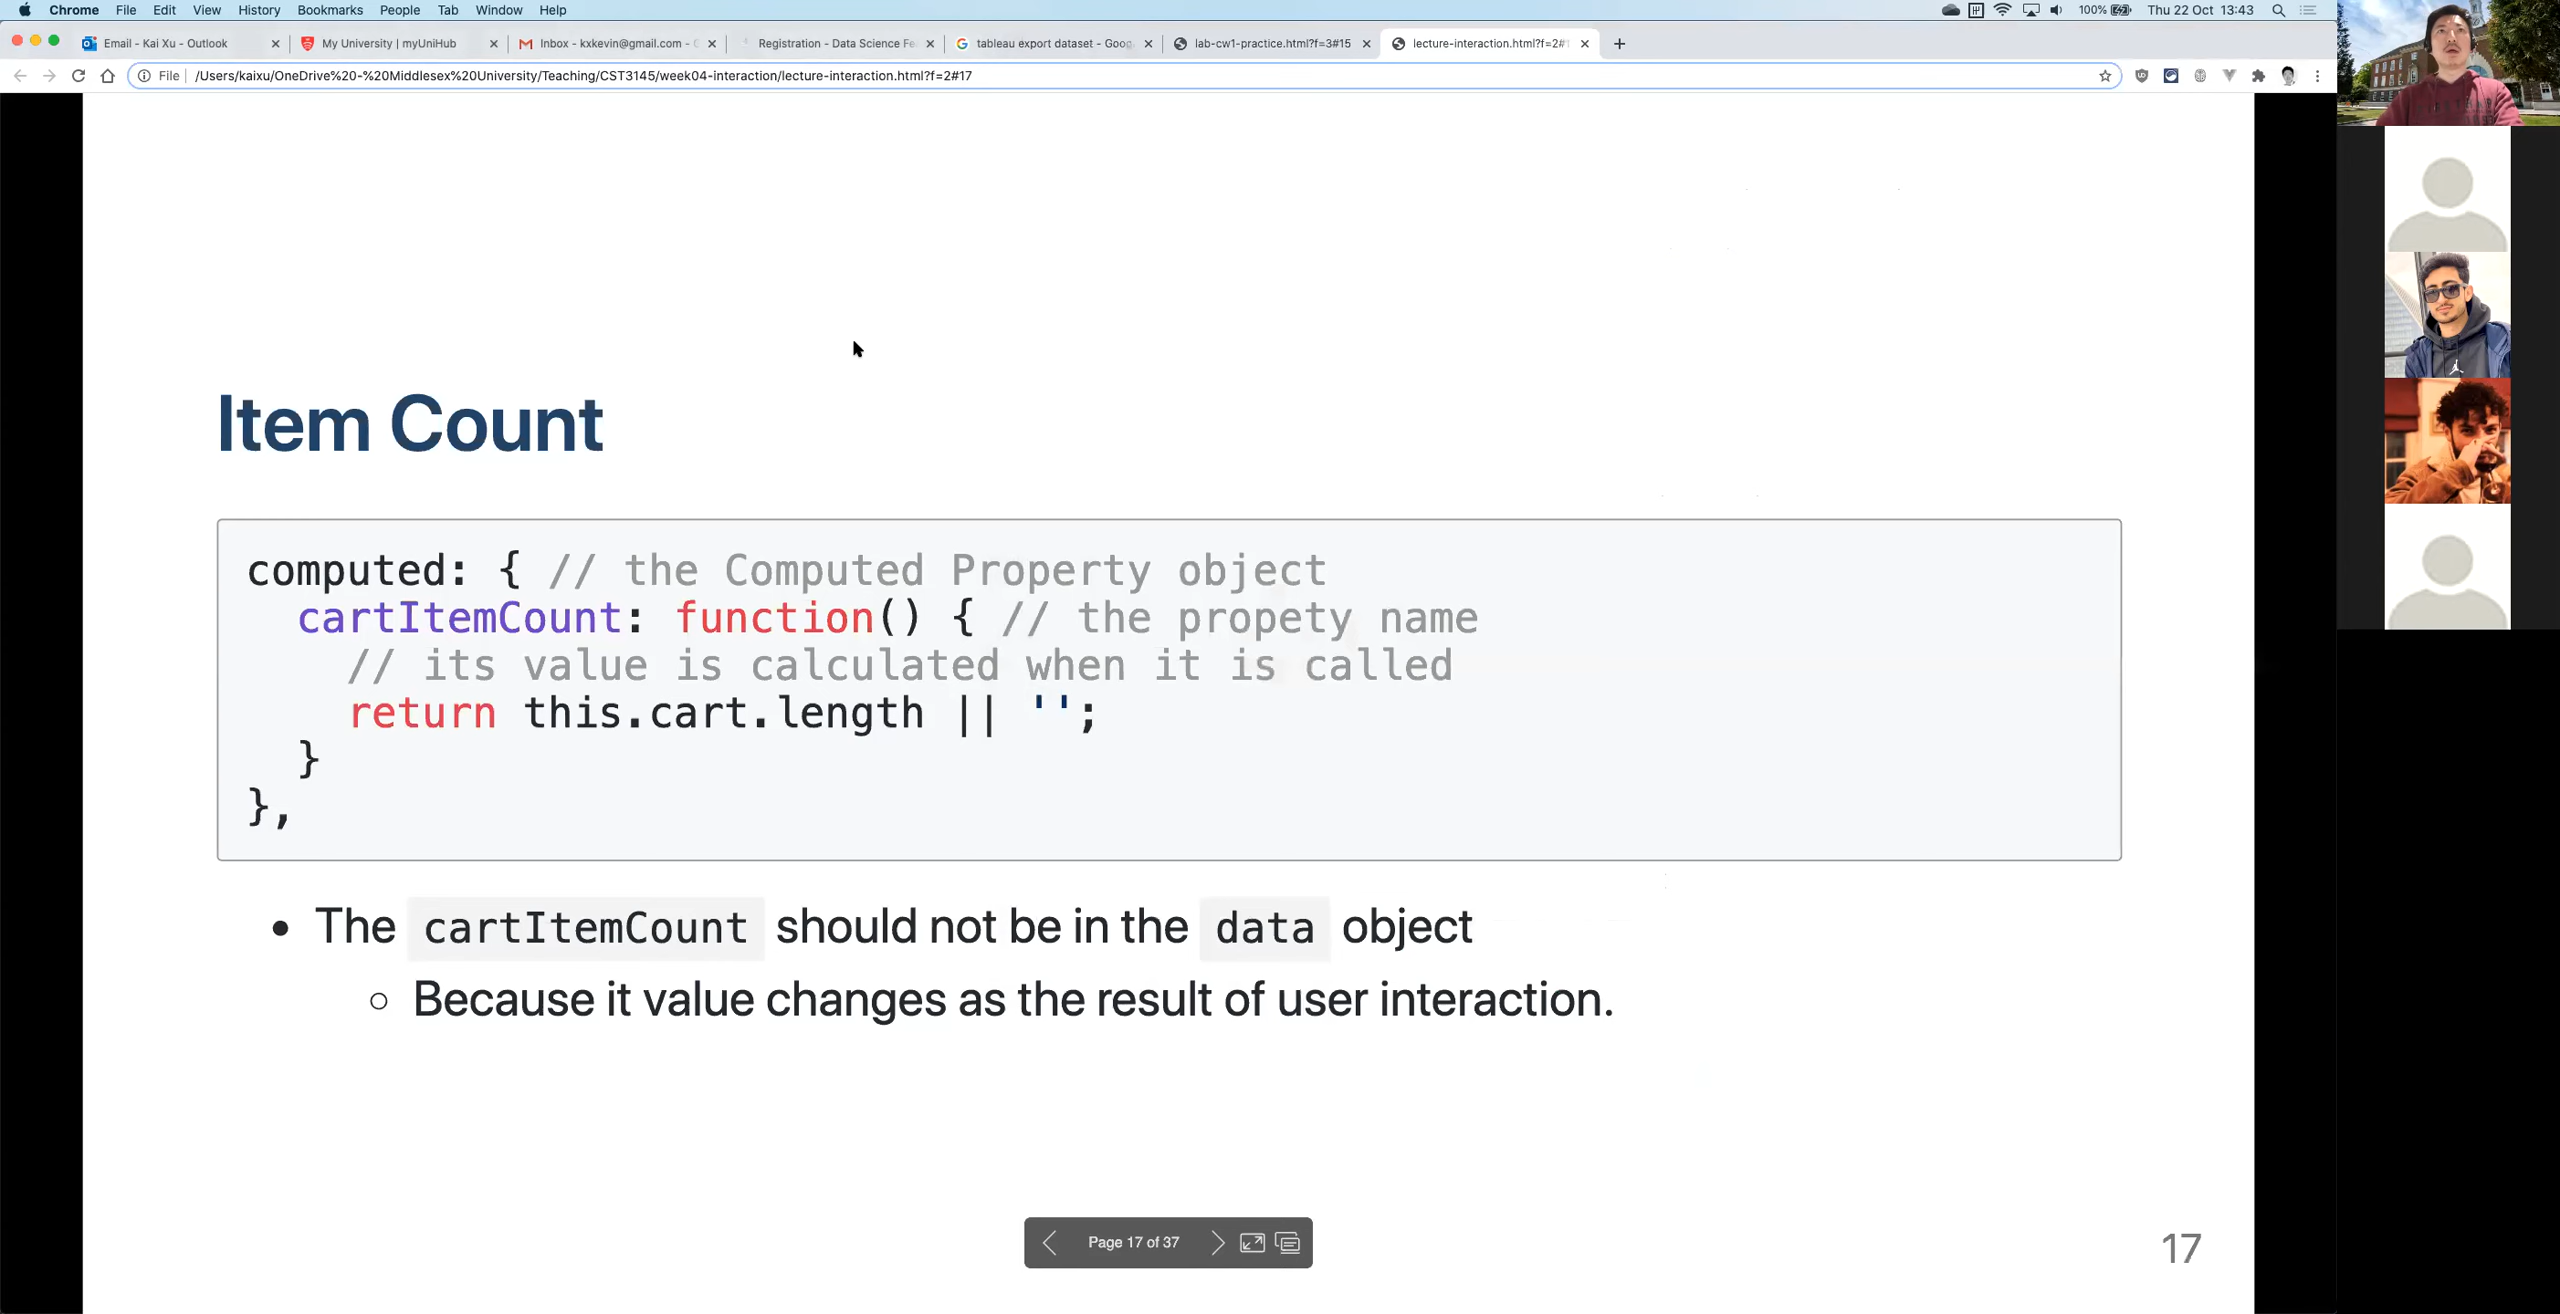 Chrome File Edit View History Bookmarks People Tab Window Help 100% Thu 22 Oct 13:43
Email - Kai Xu - Outlook
My University | myUniHub
Inbox - kxkevin@gmail.com -
Registration - Data Science Fe
tableau export dataset - Goog
lab-cw1-practice.html?f=3#15
lecture-interaction.html?f=2#1
File /Users/kaixu/OneDrive%20-%20Middlesex%20University/Teaching/CST3145/week04-interaction/lecture-interaction.html?f=2#17
Item Count
computed: { // the Computed Property object
cartItemCount: function() { // the propety name
// its value is calculated when it is called
return this.cart.length || '';
}
},
• The cartItemCount should not be in the data object
○ Because it value changes as the result of user interaction.
Page 17 of 37
17